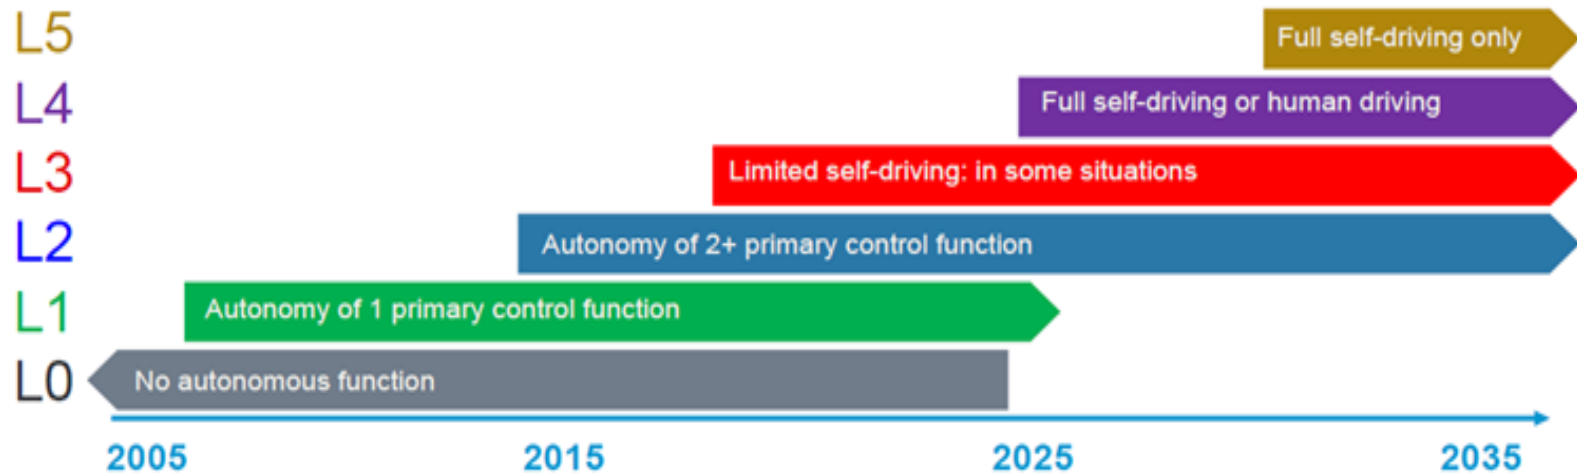 L5 Full self-driving only
L4 Full self-driving or human driving
L3 Limited self-driving: in some situations
L2 Autonomy of 2+ primary control function
L1 Autonomy of 1 primary control function
L0 No autonomous function
2005 2015 2025 2035